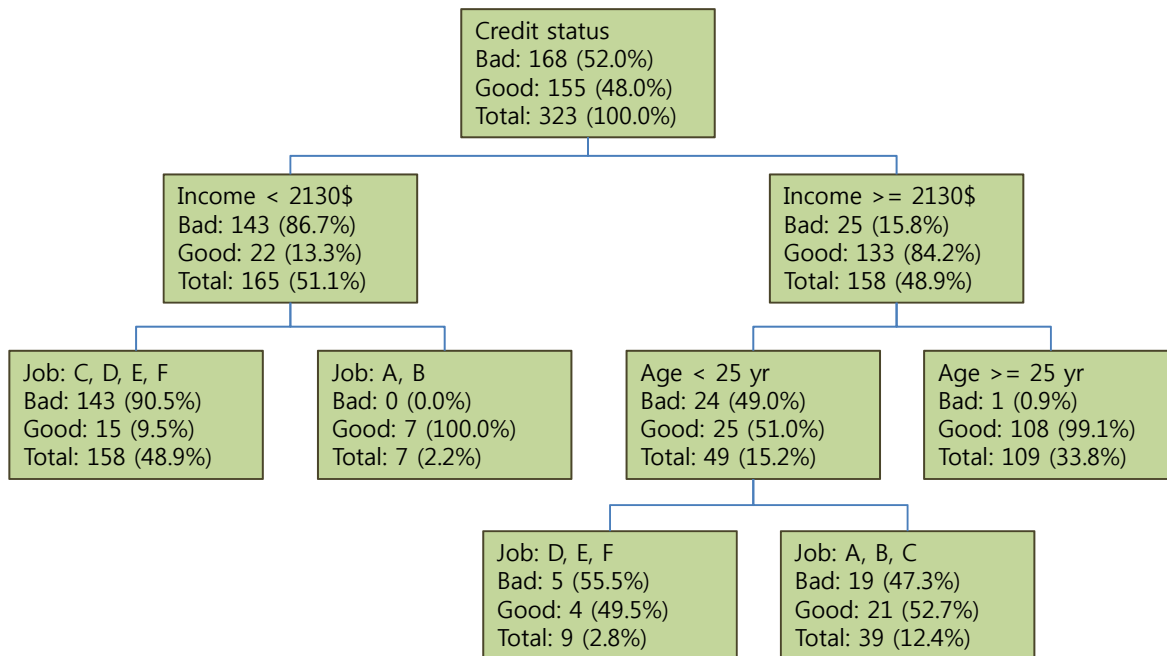 Credit status
Bad: 168 (52.0%)
Good: 155 (48.0%)
Total: 323 (100.0%)
Income < 2130$
Bad: 143 (86.7%)
Good: 22 (13.3%)
Total: 165 (51.1%)
Income >= 2130$
Bad: 25 (15.8%)
Good: 133 (84.2%)
Total: 158 (48.9%)
Job: C, D, E, F
Bad: 143 (90.5%)
Good: 15 (9.5%)
Total: 158 (48.9%)
Job: A, B
Bad: 0 (0.0%)
Good: 7 (100.0%)
Total: 7 (2.2%)
Age < 25 yr
Bad: 24 (49.0%)
Good: 25 (51.0%)
Total: 49 (15.2%)
Age >= 25 yr
Bad: 1 (0.9%)
Good: 108 (99.1%)
Total: 109 (33.8%)
Job: D, E, F
Bad: 5 (55.5%)
Good: 4 (49.5%)
Total: 9 (2.8%)
Job: A, B, C
Bad: 19 (47.3%)
Good: 21 (52.7%)
Total: 39 (12.4%)